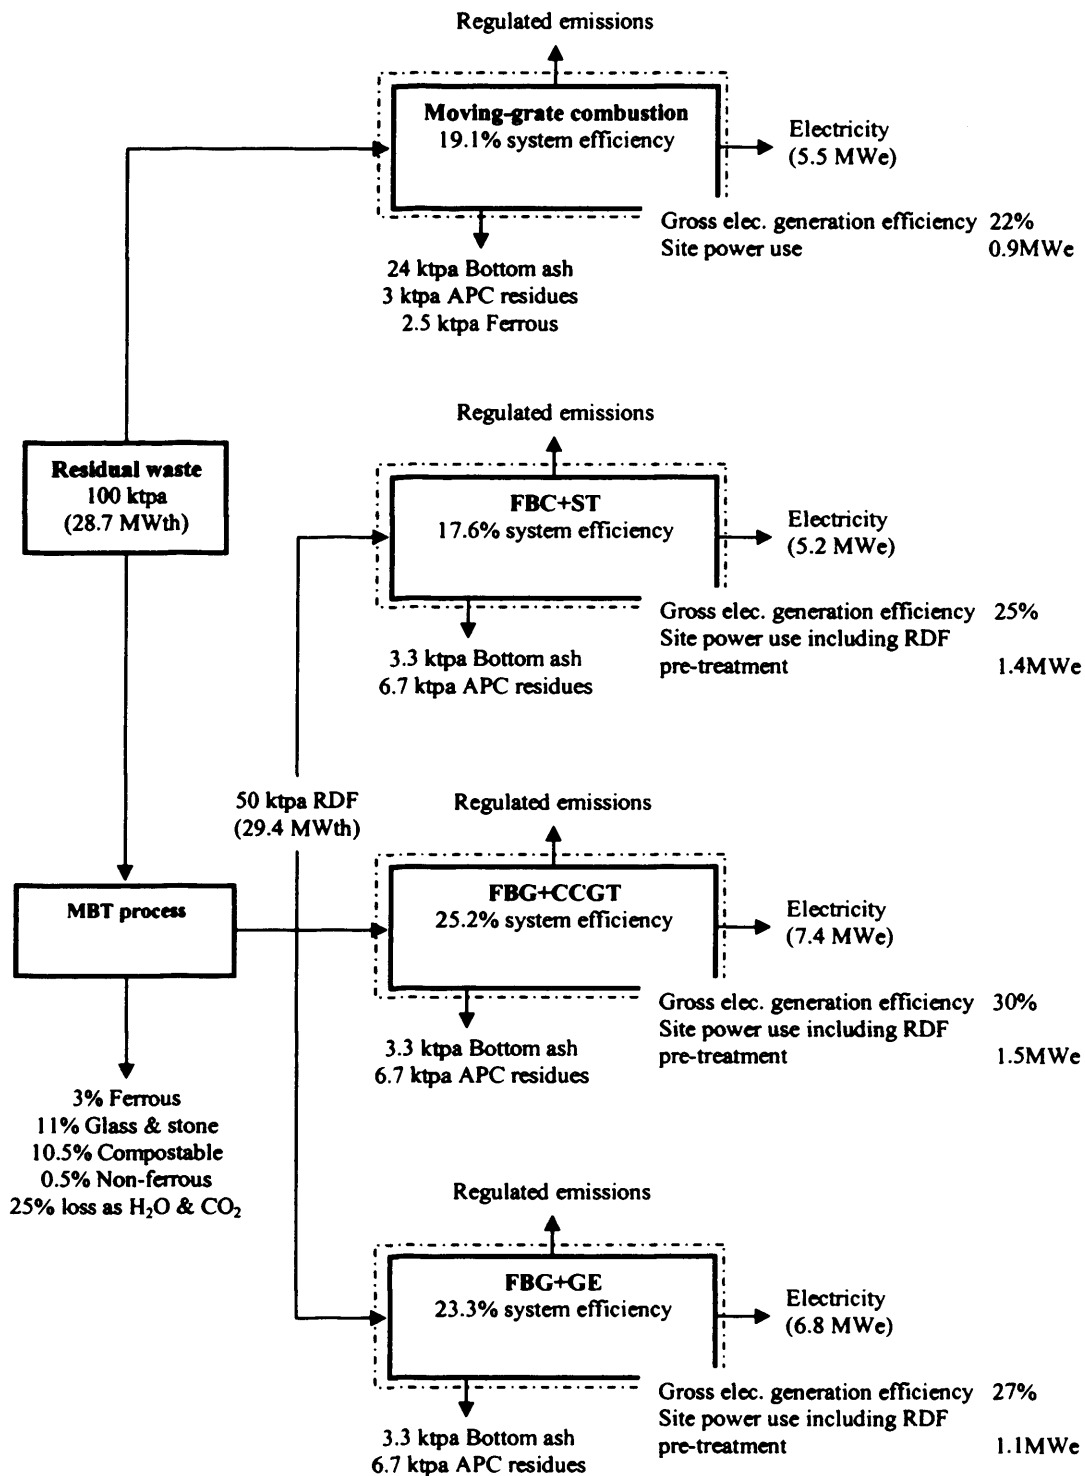 Regulated emissions
Moving-grate combustion
19.1% system efficiency
Electricity
(5.5 MWe)
Gross elec. generation efficiency 22%
Site power use 0.9MWe
24 ktpa Bottom ash
3 ktpa APC residues
2.5 ktpa Ferrous
Residual waste
100 ktpa
(28.7 MWth)
Regulated emissions
FBC+ST
17.6% system efficiency
Electricity
(5.2 MWe)
Gross elec. generation efficiency 25%
Site power use including RDF
pre-treatment 1.4MWe
3.3 ktpa Bottom ash
6.7 ktpa APC residues
50 ktpa RDF
(29.4 MWth)
Regulated emissions
MBT process
FBG+CCGT
25.2% system efficiency
Electricity
(7.4 MWe)
Gross elec. generation efficiency 30%
Site power use including RDF
pre-treatment 1.5MWe
3.3 ktpa Bottom ash
6.7 ktpa APC residues
3% Ferrous
11% Glass & stone
10.5% Compostable
0.5% Non-ferrous
25% loss as H₂O & CO₂
Regulated emissions
FBG+GE
23.3% system efficiency
Electricity
(6.8 MWe)
Gross elec. generation efficiency 27%
Site power use including RDF
pre-treatment 1.1MWe
3.3 ktpa Bottom ash
6.7 ktpa APC residues